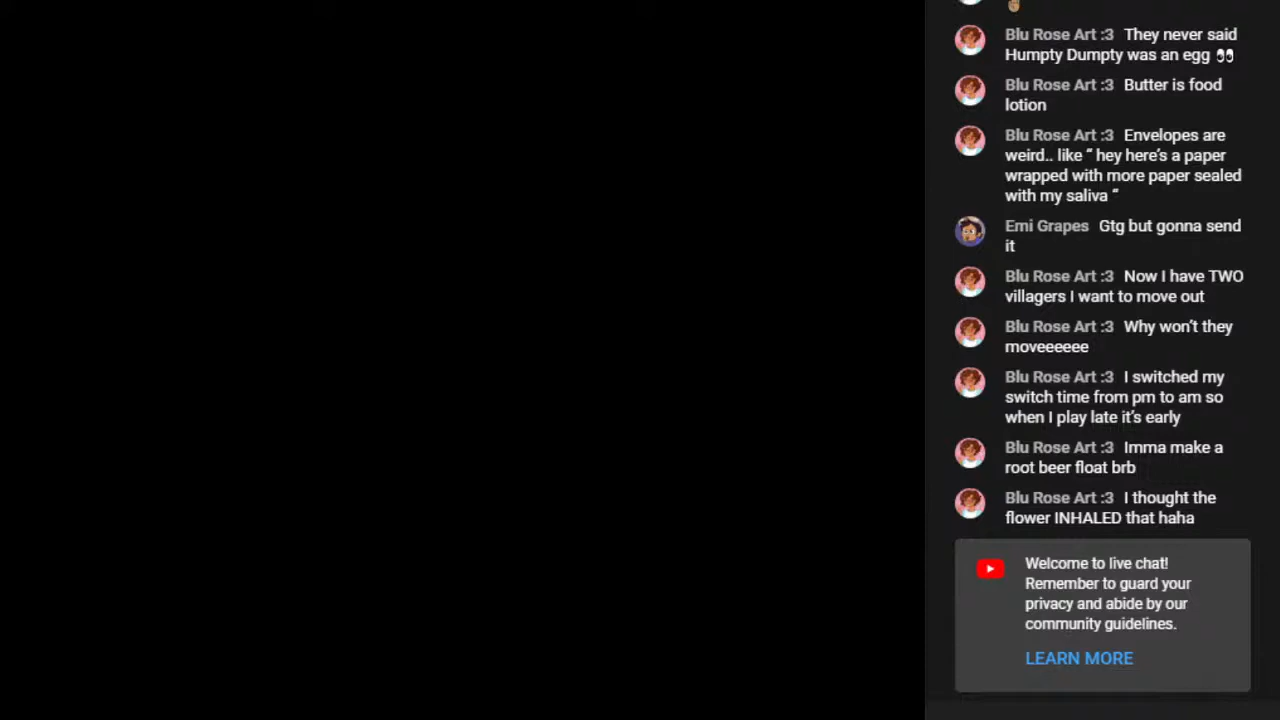 Blu Rose Art :3 They never said
Humpty Dumpty was an egg 👀
Blu Rose Art :3 Butter is food
lotion
Blu Rose Art :3 Envelopes are
weird.. like “ hey here’s a paper
wrapped with more paper sealed
with my saliva “
Emi Grapes Gtg but gonna send
it
Blu Rose Art :3 Now I have TWO
villagers I want to move out
Blu Rose Art :3 Why won’t they
moveeeeee
Blu Rose Art :3 I switched my
switch time from pm to am so
when I play late it’s early
Blu Rose Art :3 Imma make a
root beer float brb
Blu Rose Art :3 I thought the
flower INHALED that haha
Welcome to live chat!
Remember to guard your
privacy and abide by our
community guidelines.
LEARN MORE